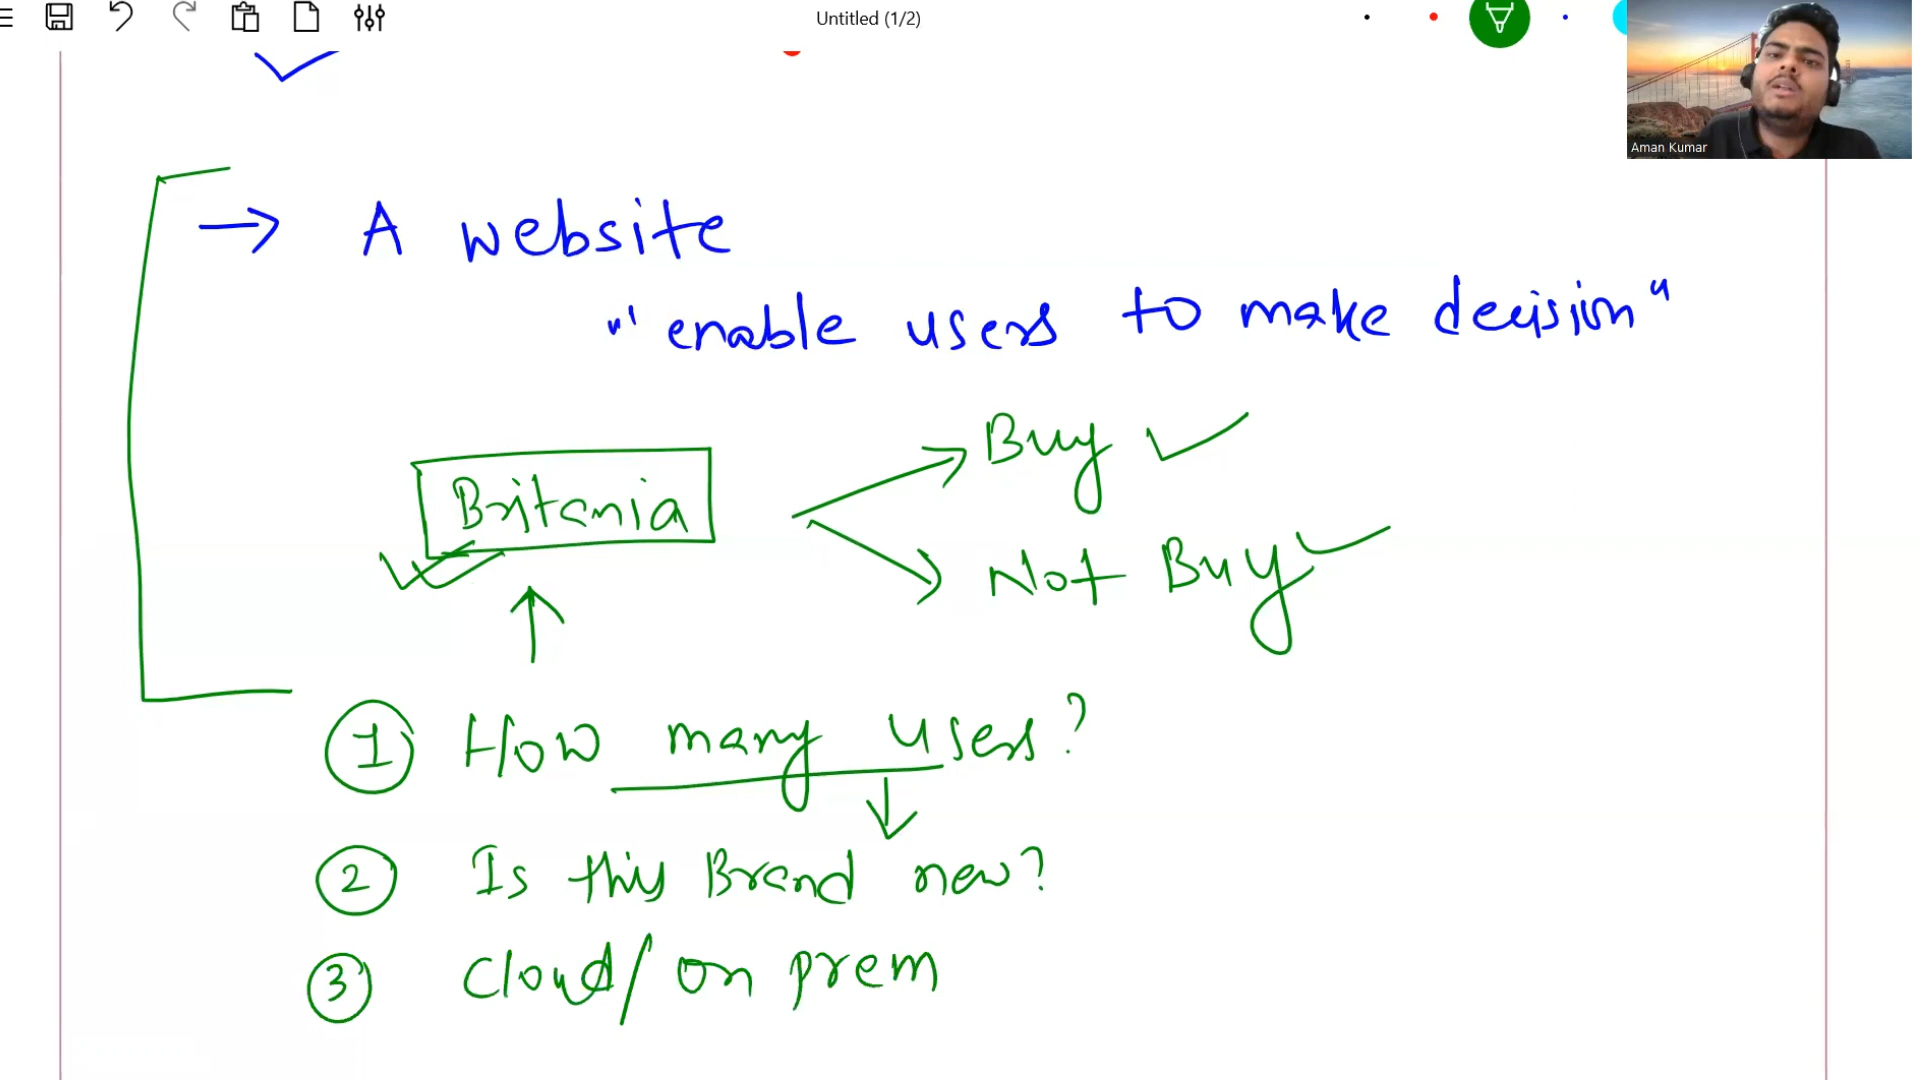 Untitled (1/2)
Aman Kumar
→ A website
"enable users to make decision"
Britania
Buy ✓
Not Buy ✓
1 How many users?
2 Is this Brand new?
3 Cloud/on prem